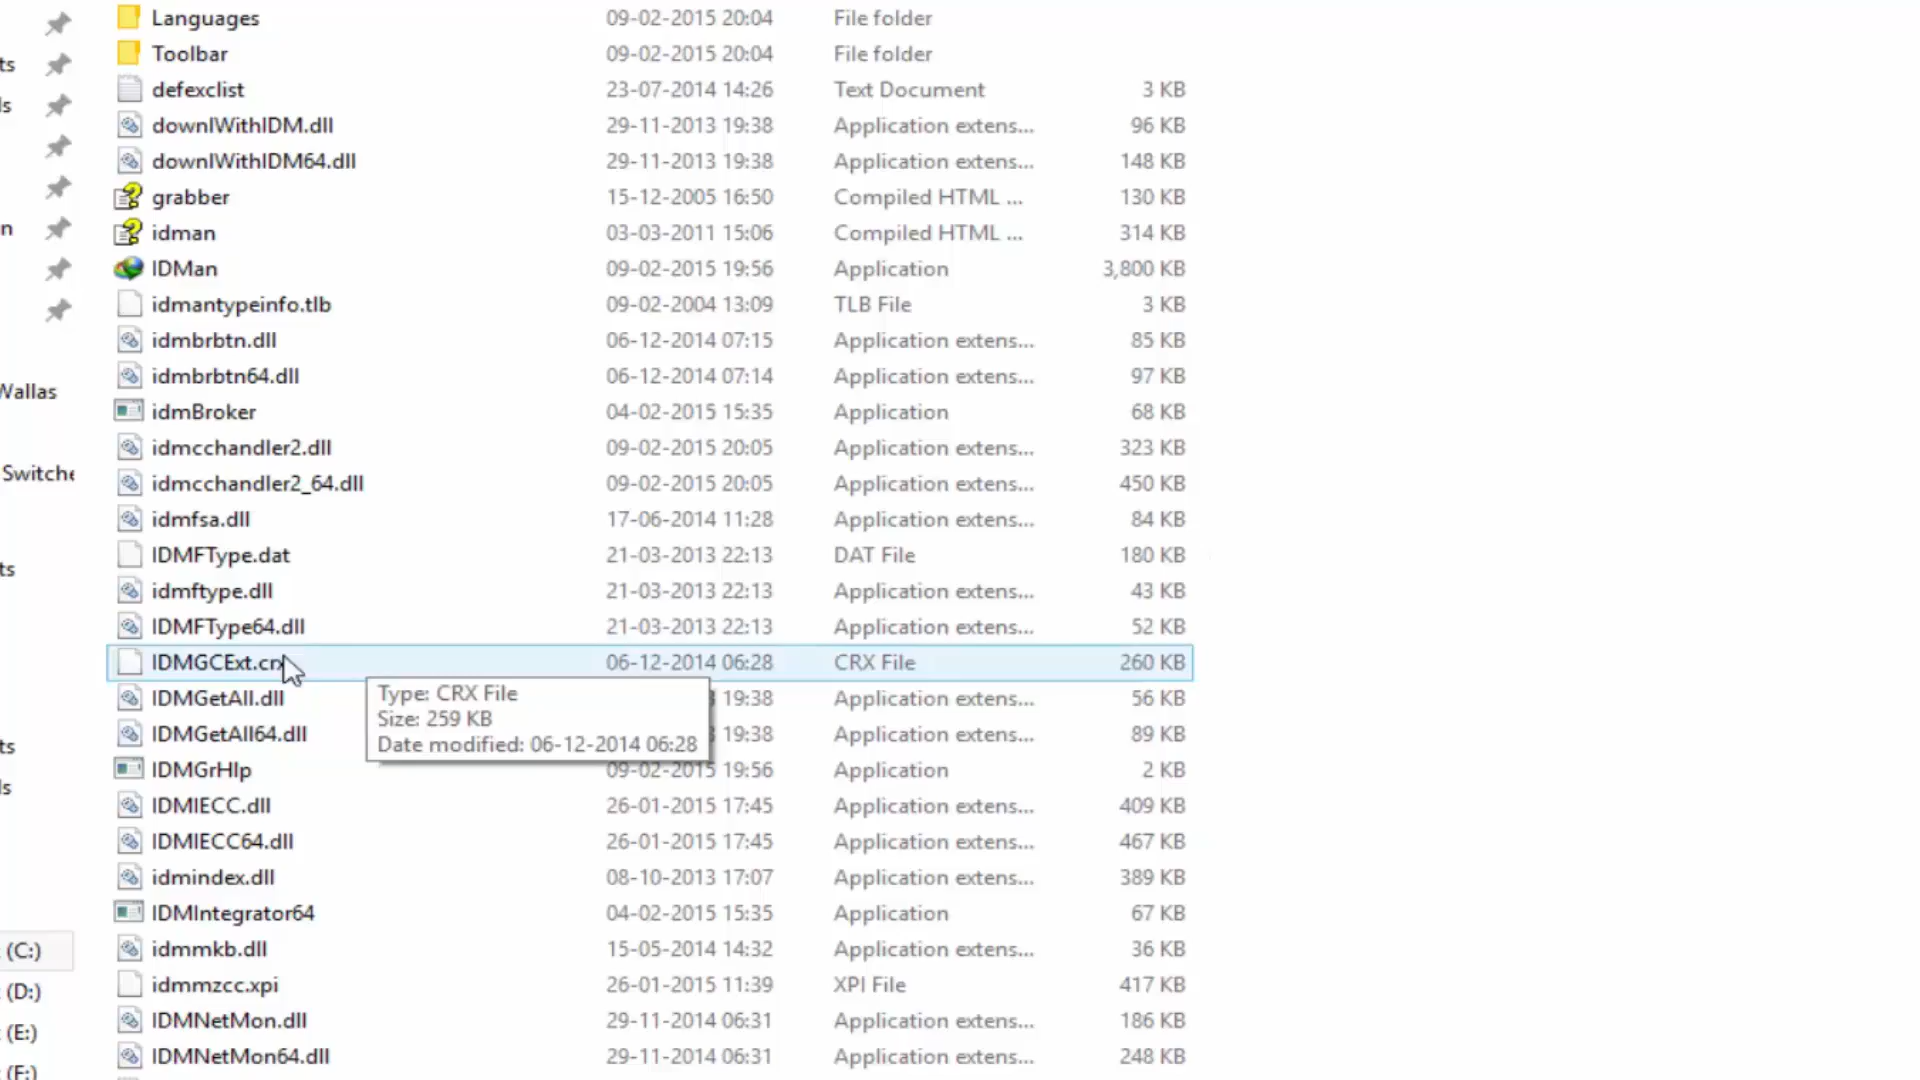 Languages 09-02-2015 20:04 File folder
Toolbar 09-02-2015 20:04 File folder
ts
defexclist 23-07-2014 14:26 Text Document 3 KB
ls
downlWithIDM.dll 29-11-2013 19:38 Application extens... 96 KB
downlWithIDM64.dll 29-11-2013 19:38 Application extens... 148 KB
grabber 15-12-2005 16:50 Compiled HTML ... 130 KB
n
idman 03-03-2011 15:06 Compiled HTML ... 314 KB
IDMan 09-02-2015 19:56 Application 3,800 KB
idmantypeinfo.tlb 09-02-2004 13:09 TLB File 3 KB
idmbrbtn.dll 06-12-2014 07:15 Application extens... 85 KB
idmbrbtn64.dll 06-12-2014 07:14 Application extens... 97 KB
Wallas
idmBroker 04-02-2015 15:35 Application 68 KB
idmcchandler2.dll 09-02-2015 20:05 Application extens... 323 KB
Switche
idmcchandler2_64.dll 09-02-2015 20:05 Application extens... 450 KB
idmfsa.dll 17-06-2014 11:28 Application extens... 84 KB
IDMFType.dat 21-03-2013 22:13 DAT File 180 KB
ts
idmftype.dll 21-03-2013 22:13 Application extens... 43 KB
IDMFType64.dll 21-03-2013 22:13 Application extens... 52 KB
IDMGCExt.crx 06-12-2014 06:28 CRX File 260 KB
Type: CRX File
Size: 259 KB
Date modified: 06-12-2014 06:28
IDMGetAll.dll 19:38 Application extens... 56 KB
IDMGetAll64.dll 19:38 Application extens... 89 KB
ts
IDMGrHlp 09-02-2015 19:56 Application 2 KB
ls
IDMIECC.dll 26-01-2015 17:45 Application extens... 409 KB
IDMIECC64.dll 26-01-2015 17:45 Application extens... 467 KB
idmindex.dll 08-10-2013 17:07 Application extens... 389 KB
IDMIntegrator64 04-02-2015 15:35 Application 67 KB
(C:)
idmmkb.dll 15-05-2014 14:32 Application extens... 36 KB
(D:)
idmmzcc.xpi 26-01-2015 11:39 XPI File 417 KB
(E:)
IDMNetMon.dll 29-11-2014 06:31 Application extens... 186 KB
(F:)
IDMNetMon64.dll 29-11-2014 06:31 Application extens... 248 KB